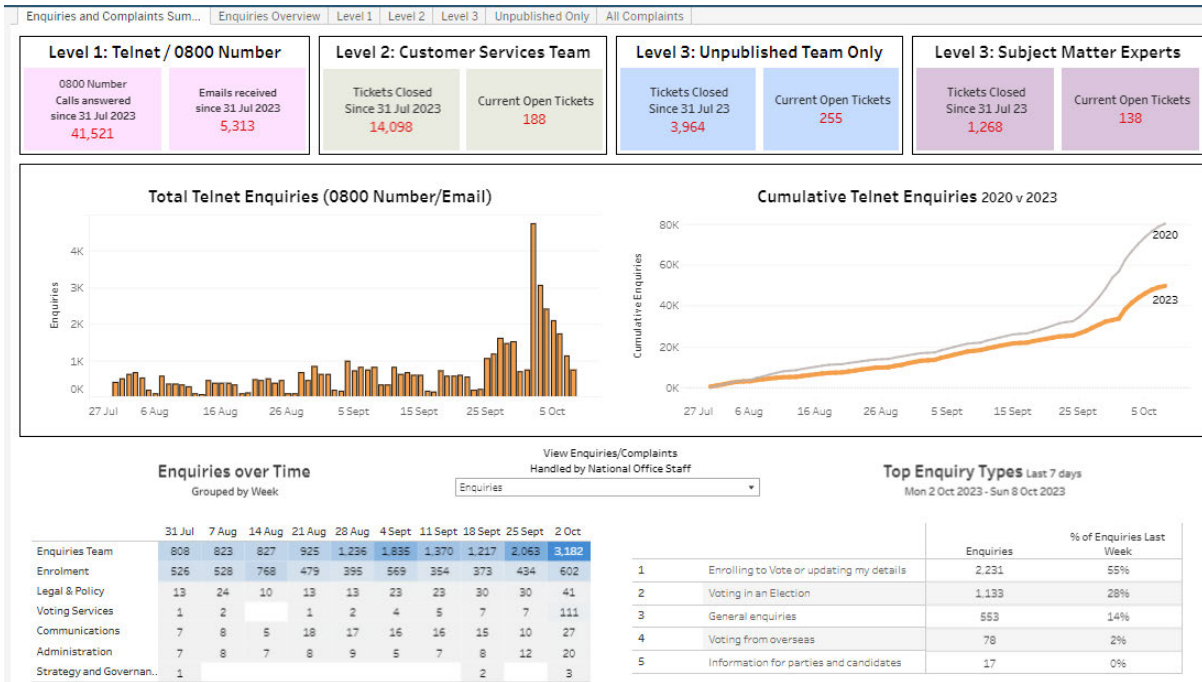 Enquiries and Complaints Sum... Enquiries Overview Level 1 Level 2 Level 3 Unpublished Only All Complaints
Level 1: Telnet / 0800 Number
0800 Number
Calls answered
since 31 Jul 2023
41,521
Emails received
since 31 Jul 2023
5,313
Level 2: Customer Services Team
Tickets Closed
Since 31 Jul 2023
14,098
Current Open Tickets
188
Level 3: Unpublished Team Only
Tickets Closed
Since 31 Jul 23
3,964
Current Open Tickets
255
Level 3: Subject Matter Experts
Tickets Closed
Since 31 Jul 23
1,268
Current Open Tickets
138
Total Telnet Enquiries (0800 Number/Email)
Enquiries
4K
3K
2K
1K
0K
27 Jul 6 Aug 16 Aug 26 Aug 5 Sept 15 Sept 25 Sept 5 Oct
Cumulative Telnet Enquiries 2020 v 2023
Cumulative Enquiries
80K
60K
40K
20K
0K
2020
2023
27 Jul 6 Aug 16 Aug 26 Aug 5 Sept 15 Sept 25 Sept 5 Oct
Enquiries over Time
Grouped by Week
View Enquiries/Complaints
Handled by National Office Staff
Enquiries
Top Enquiry Types Last 7 days
Mon 2 Oct 2023 - Sun 8 Oct 2023
31 Jul 7 Aug 14 Aug 21 Aug 28 Aug 4 Sept 11 Sept 18 Sept 25 Sept 2 Oct
Enquiries Team 808 823 827 925 1,236 1,835 1,370 1,217 2,063 3,182
Enrolment 526 528 768 479 395 569 354 373 434 602
Legal & Policy 13 24 10 13 13 23 23 30 30 41
Voting Services 1 2 1 2 4 5 7 7 111
Communications 7 8 5 18 17 16 16 15 10 27
Administration 7 8 7 8 9 5 7 8 12 20
Strategy and Governan.. 1 2 3
Enquiries % of Enquiries Last
Week
1 Enrolling to Vote or updating my details 2,231 55%
2 Voting in an Election 1,133 28%
3 General enquiries 553 14%
4 Voting from overseas 78 2%
5 Information for parties and candidates 17 0%